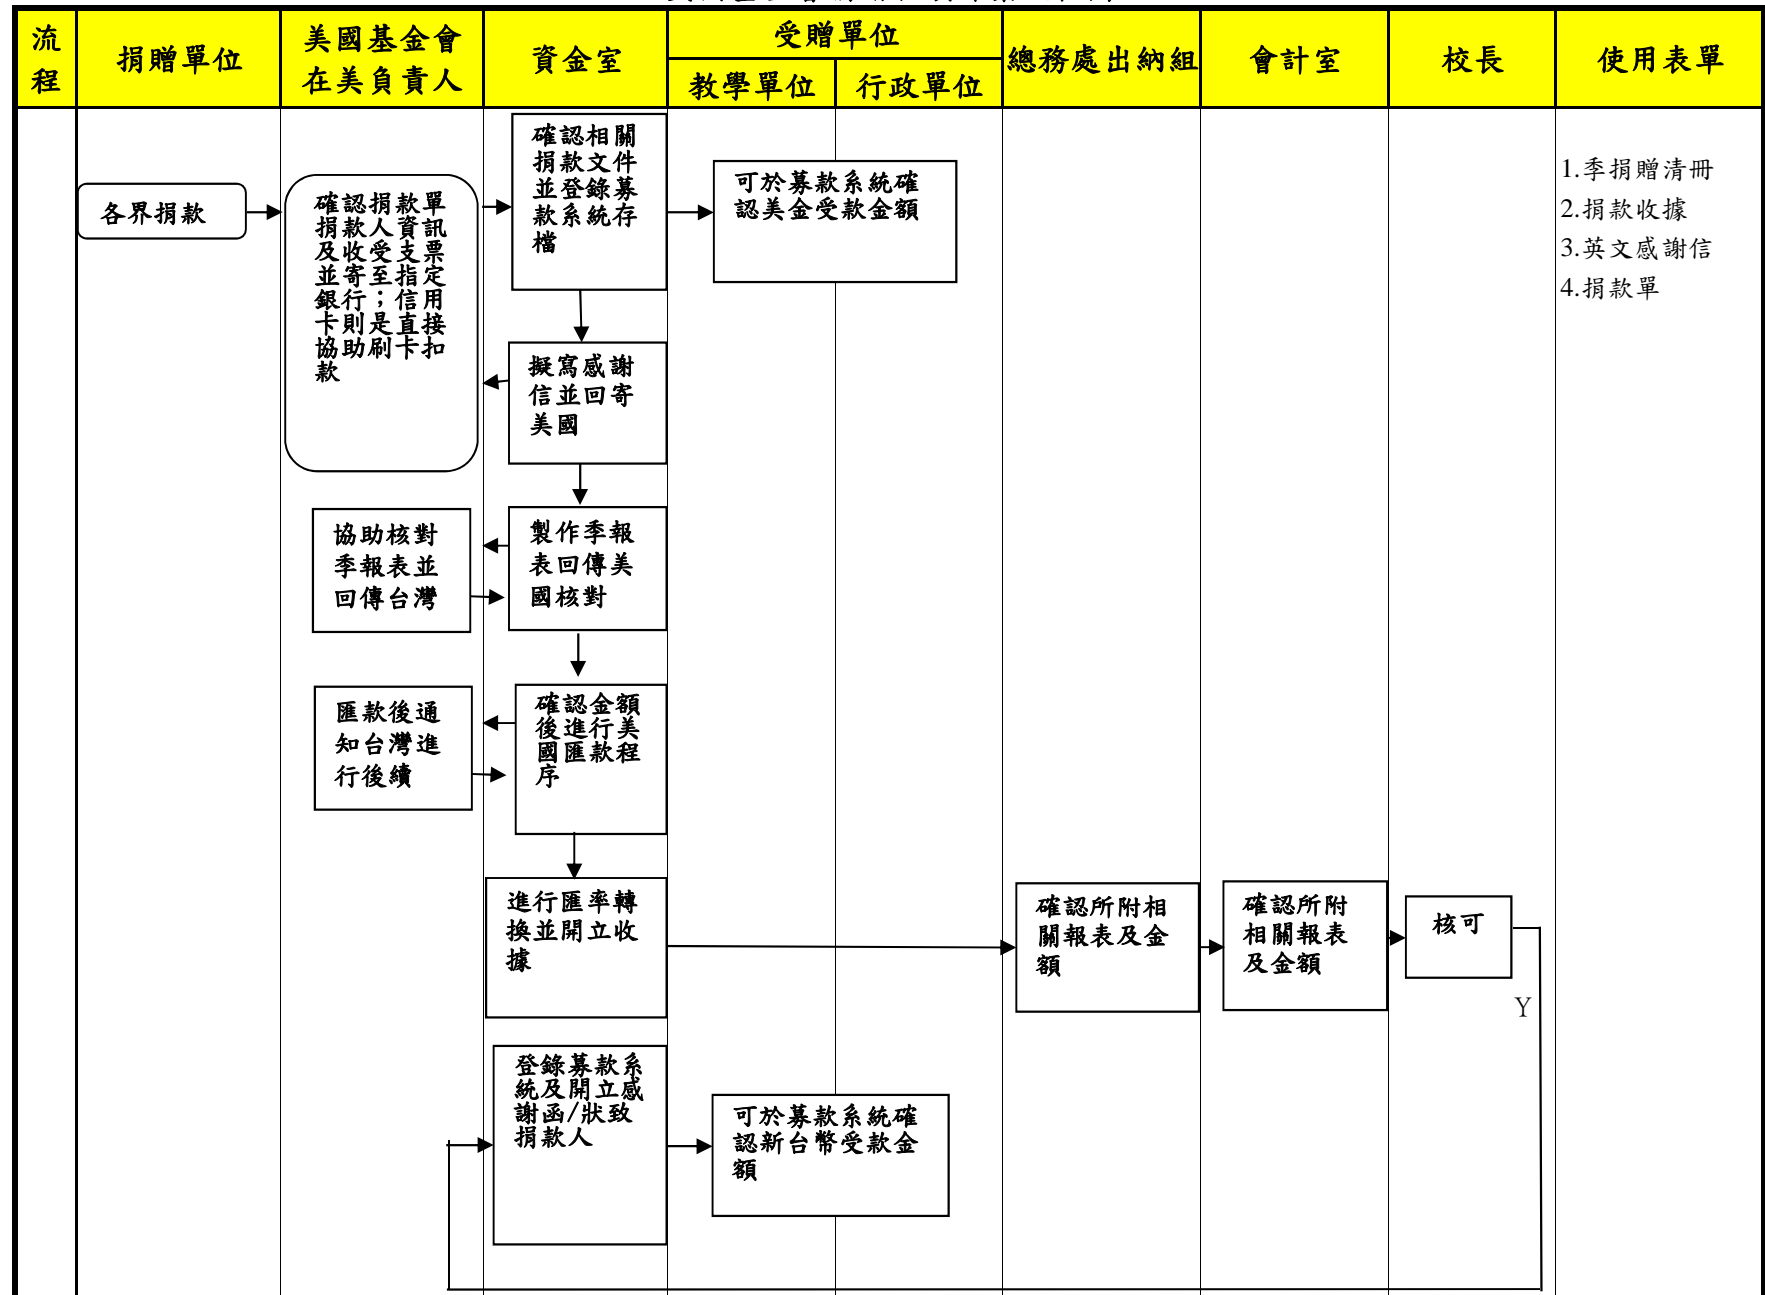 流
程
捐贈單位
美國基金會
在美負責人
資金室
受贈單位
教學單位
行政單位
總務處出納組
會計室
校長
使用表單
各界捐款
確認捐款單
捐款人資訊
及收受支票
並寄至指定
銀行；信用
卡則是直接
協助刷卡扣
款
確認相關
捐款文件
並登錄募
款系統存
檔
可於募款系統確
認美金受款金額
1.季捐贈清冊
2.捐款收據
3.英文感謝信
4.捐款單
擬寫感謝
信並回寄
美國
協助核對
季報表並
回傳台灣
製作季報
表回傳美
國核對
匯款後通
知台灣進
行後續
確認金額
後進行美
國匯款程
序
進行匯率轉
換並開立收
據
確認所附相
關報表及金
額
確認所附
相關報表
及金額
核可
Y
登錄募款系
統及開立感
謝函/狀致
捐款人
可於募款系統確
認新台幣受款金
額